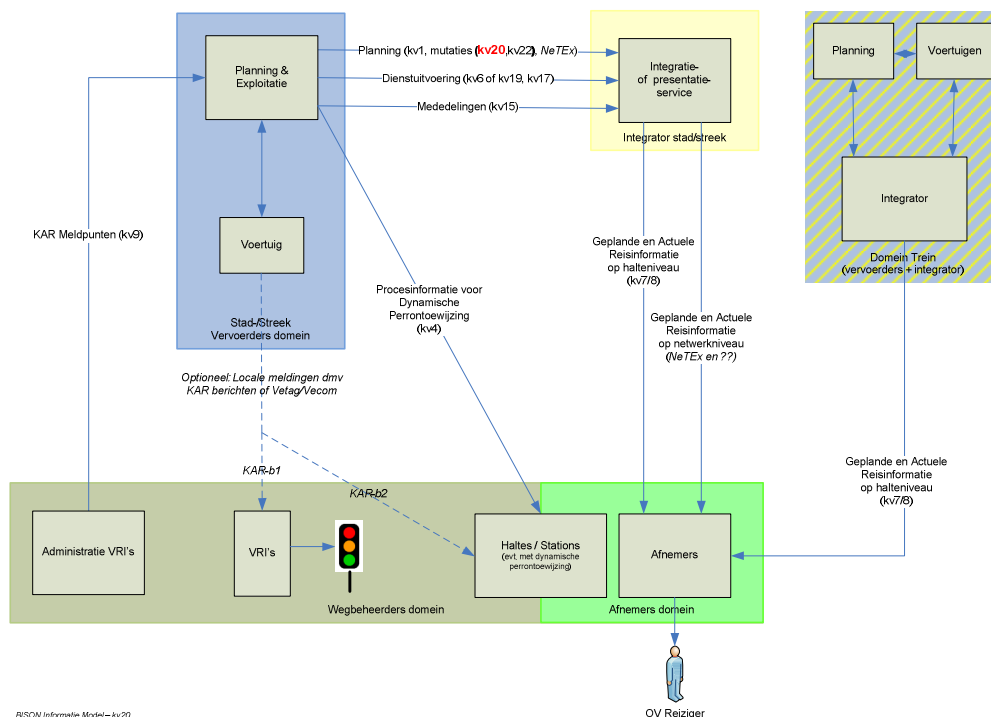 Planning & Exploitatie
Planning (kv1, mutaties (kv20,kv22), NeTEx)
Dienstuitvoering (kv6 of kv19, kv17)
Mededelingen (kv15)
Integratie-
of presentatie-
service
Integrator stad/streek
Planning
Voertuigen
Integrator
Domein Trein
(vervoerders + integrator)
KAR Meldpunten (kv9)
Voertuig
Stad-/Streek
Vervoerders domein
Procesinformatie voor
Dynamische
Perrontoewijzing
(kv4)
Geplande en Actuele
Reisinformatie
op halteniveau
(kv7/8)
Geplande en Actuele
Reisinformatie
op netwerkniveau
(NeTEx en ??)
Optioneel: Locale meldingen dmv
KAR berichten of Vetag/Vecom
KAR-b1
KAR-b2
Geplande en Actuele
Reisinformatie
op halteniveau
(kv7/8)
Administratie VRI's
VRI's
Haltes / Stations
(evt. met dynamische
perrontoewijzing)
Afnemers
Wegbeheerders domein
Afnemers domein
OV Reiziger
BISON Informatie Model – kv20